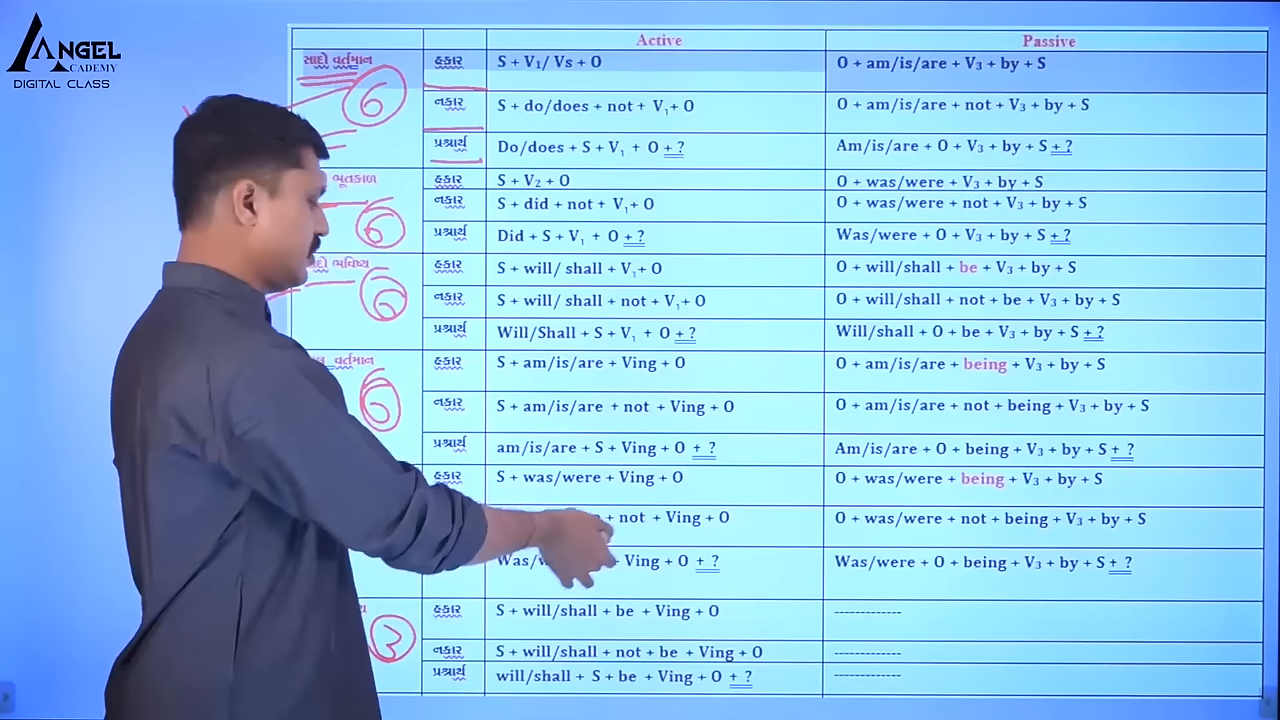 ANGEL
ACADEMY
DIGITAL CLASS
Active Passive
સાદો વર્તમાન હકાર S + V₁/ Vs + O O + am/is/are + V₃ + by + S
6
નકાર S + do/does + not + V₁+ O O + am/is/are + not + V₃ + by + S
પ્રશ્નાર્થ Do/does + S + V₁ + O + ? Am/is/are + O + V₃ + by + S + ?
ભૂતકાળ હકાર S + V₂ + O O + was/were + V₃ + by + S
નકાર S + did + not + V₁+ O O + was/were + not + V₃ + by + S
6
પ્રશ્નાર્થ Did + S + V₁ + O + ? Was/were + O + V₃ + by + S + ?
ભવિષ્ય હકાર S + will/ shall + V₁+ O O + will/shall + be + V₃ + by + S
6
નકાર S + will/ shall + not + V₁+ O O + will/shall + not + be + V₃ + by + S
પ્રશ્નાર્થ Will/Shall + S + V₁ + O + ? Will/shall + O + be + V₃ + by + S + ?
વર્તમાન હકાર S + am/is/are + Ving + O O + am/is/are + being + V₃ + by + S
6
નકાર S + am/is/are + not + Ving + O O + am/is/are + not + being + V₃ + by + S
પ્રશ્નાર્થ am/is/are + S + Ving + O + ? Am/is/are + O + being + V₃ + by + S + ?
હકાર S + was/were + Ving + O O + was/were + being + V₃ + by + S
+ not + Ving + O O + was/were + not + being + V₃ + by + S
+ Ving + O + ? Was/were + O + being + V₃ + by + S + ?
હકાર S + will/shall + be + Ving + O -------------
3
નકાર S + will/shall + not + be + Ving + O -------------
પ્રશ્નાર્થ will/shall + S + be + Ving + O + ? -------------